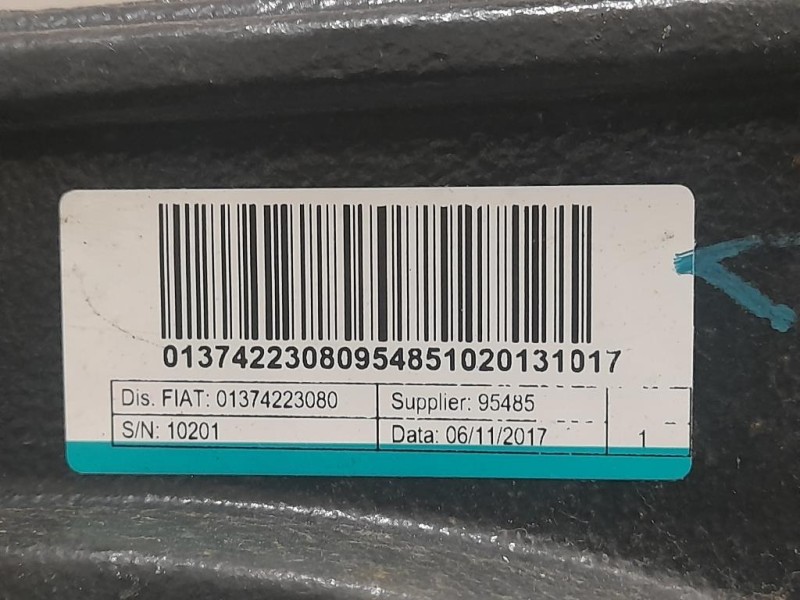 01374223080954851020131017
Dis. FIAT: 01374223080 Supplier: 95485
S/N: 10201 Data: 06/11/2017 1